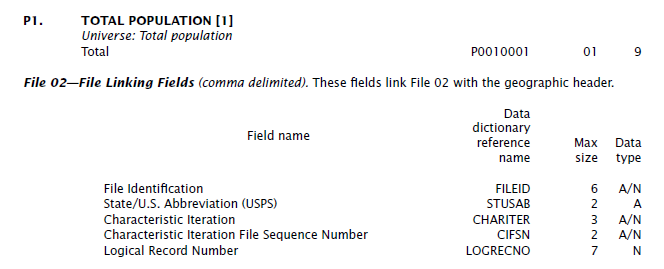 P1. TOTAL POPULATION [1]
Universe: Total population
Total P0010001 01 9
File 02—File Linking Fields (comma delimited). These fields link File 02 with the geographic header.
Field name Data dictionary reference name Max size Data type
File Identification FILEID 6 A/N
State/U.S. Abbreviation (USPS) STUSAB 2 A
Characteristic Iteration CHARITER 3 A/N
Characteristic Iteration File Sequence Number CIFSN 2 A/N
Logical Record Number LOGRECNO 7 N